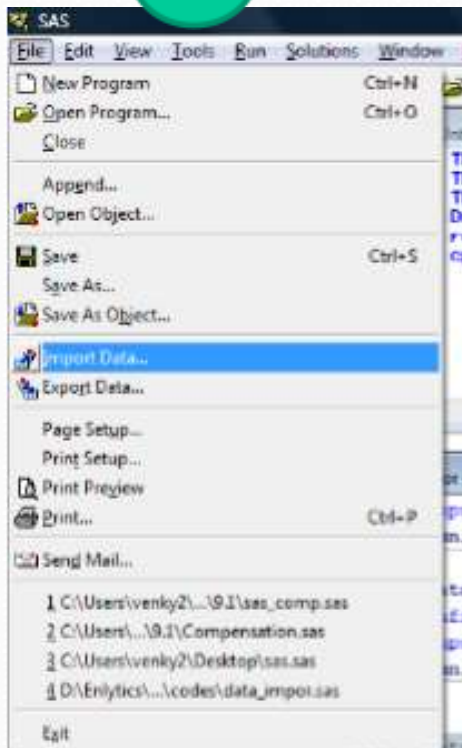 SAS
File Edit View Tools Run Solutions Window
New Program Ctrl+N
Open Program... Ctrl+O
Close
Append...
Open Object...
Save Ctrl+S
Save As...
Save As Object...
Import Data...
Export Data...
Page Setup...
Print Setup...
Print Preview
Print... Ctrl+P
Send Mail...
1 C:\Users\venky2\...\9.1\sas_comp.sas
2 C:\Users\...\9.1\Compensation.sas
3 C:\Users\venky2\Desktop\sas.sas
4 D:\Enlytics\...\codes\data_impor.sas
Exit